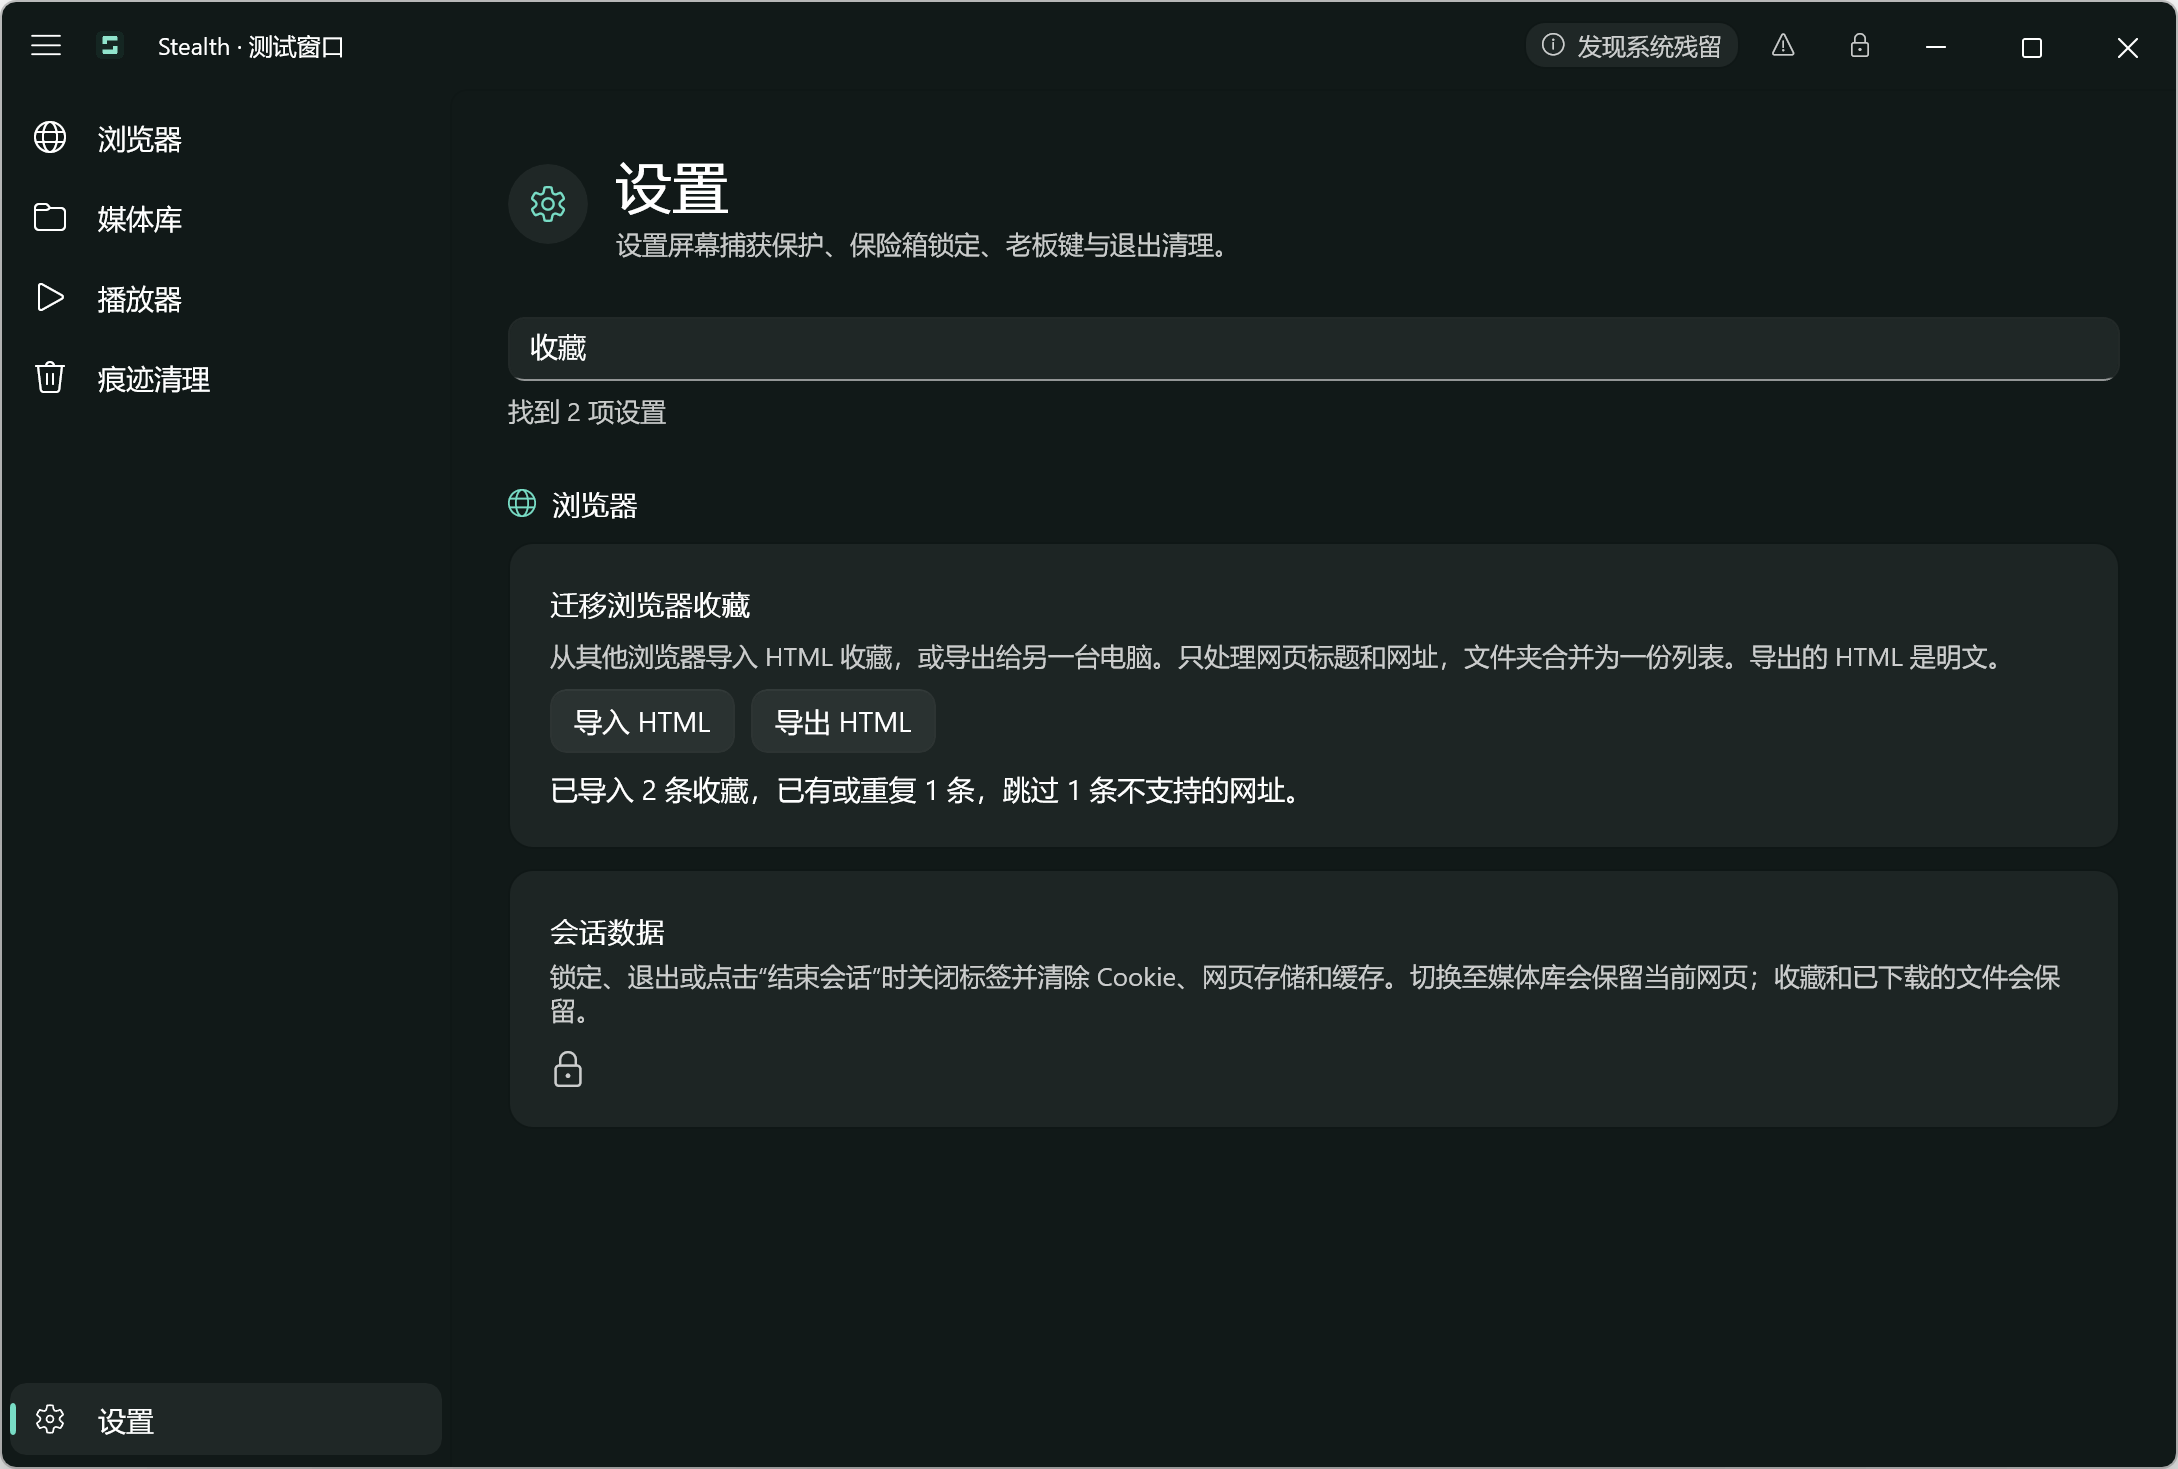 Stealth · 测试窗口
发现系统残留
浏览器
媒体库
播放器
痕迹清理
设置
设置屏幕捕获保护、保险箱锁定、老板键与退出清理。
收藏
找到 2 项设置
浏览器
迁移浏览器收藏
从其他浏览器导入 HTML 收藏，或导出给另一台电脑。只处理网页标题和网址，文件夹合并为一份列表。导出的 HTML 是明文。
导入 HTML
导出 HTML
已导入 2 条收藏，已有或重复 1 条，跳过 1 条不支持的网址。
会话数据
锁定、退出或点击“结束会话”时关闭标签并清除 Cookie、网页存储和缓存。切换至媒体库会保留当前网页；收藏和已下载的文件会保
留。
设置